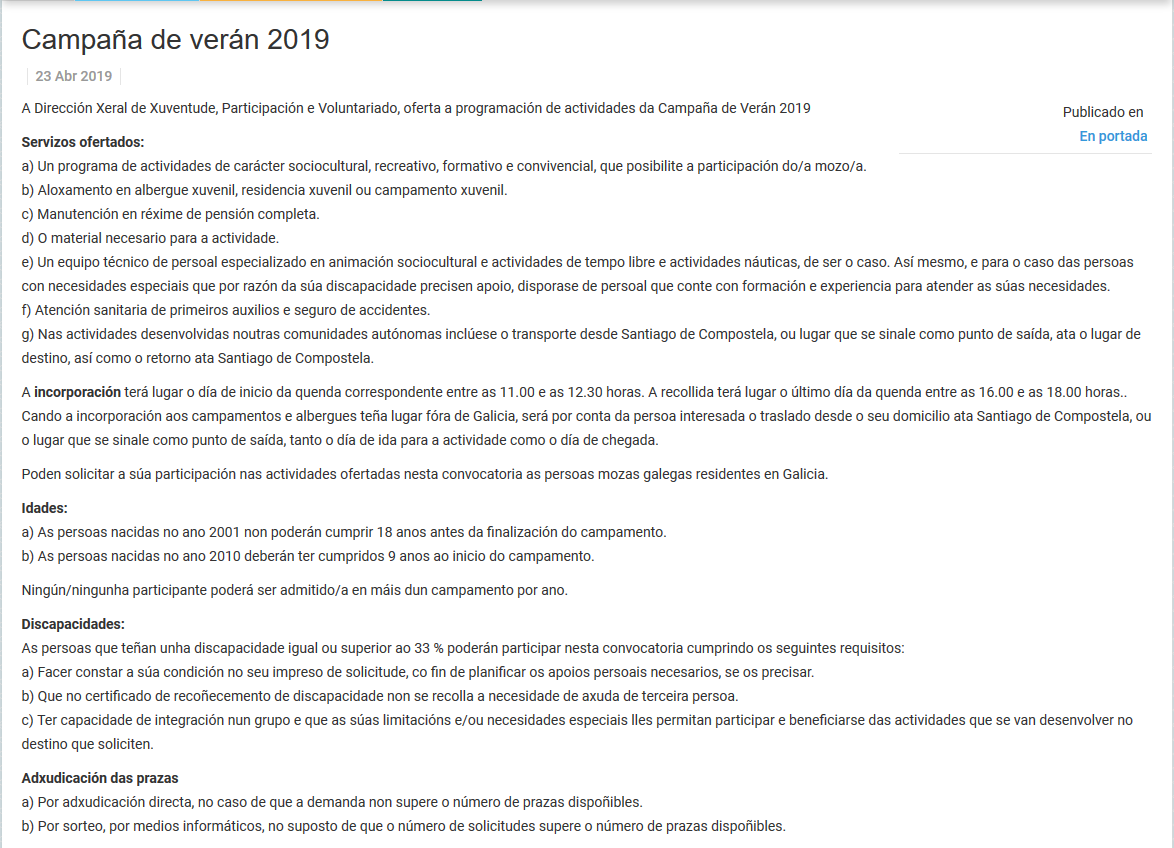 Campaña de verán 2019
23 Abr 2019
A Dirección Xeral de Xuventude, Participación e Voluntariado, oferta a programación de actividades da Campaña de Verán 2019
Publicado en
En portada
Servizos ofertados:
a) Un programa de actividades de carácter sociocultural, recreativo, formativo e convivencial, que posibilite a participación do/a mozo/a.
b) Aloxamento en albergue xuvenil, residencia xuvenil ou campamento xuvenil.
c) Manutención en réxime de pensión completa.
d) O material necesario para a actividade.
e) Un equipo técnico de persoal especializado en animación sociocultural e actividades de tempo libre e actividades náuticas, de ser o caso. Así mesmo, e para o caso das persoas
con necesidades especiais que por razón da súa discapacidade precisen apoio, disporase de persoal que conte con formación e experiencia para atender as súas necesidades.
f) Atención sanitaria de primeiros auxilios e seguro de accidentes.
g) Nas actividades desenvolvidas noutras comunidades autónomas inclúese o transporte desde Santiago de Compostela, ou lugar que se sinale como punto de saída, ata o lugar de
destino, así como o retorno ata Santiago de Compostela.
A incorporación terá lugar o día de inicio da quenda correspondente entre as 11.00 e as 12.30 horas. A recollida terá lugar o último día da quenda entre as 16.00 e as 18.00 horas..
Cando a incorporación aos campamentos e albergues teña lugar fóra de Galicia, será por conta da persoa interesada o traslado desde o seu domicilio ata Santiago de Compostela, ou
o lugar que se sinale como punto de saída, tanto o día de ida para a actividade como o día de chegada.
Poden solicitar a súa participación nas actividades ofertadas nesta convocatoria as persoas mozas galegas residentes en Galicia.
Idades:
a) As persoas nacidas no ano 2001 non poderán cumprir 18 anos antes da finalización do campamento.
b) As persoas nacidas no ano 2010 deberán ter cumpridos 9 anos ao inicio do campamento.
Ningún/ningunha participante poderá ser admitido/a en máis dun campamento por ano.
Discapacidades:
As persoas que teñan unha discapacidade igual ou superior ao 33 % poderán participar nesta convocatoria cumprindo os seguintes requisitos:
a) Facer constar a súa condición no seu impreso de solicitude, co fin de planificar os apoios persoais necesarios, se os precisar.
b) Que no certificado de recoñecemento de discapacidade non se recolla a necesidade de axuda de terceira persoa.
c) Ter capacidade de integración nun grupo e que as súas limitacións e/ou necesidades especiais lles permitan participar e beneficiarse das actividades que se van desenvolver no
destino que soliciten.
Adxudicación das prazas
a) Por adxudicación directa, no caso de que a demanda non supere o número de prazas dispoñibles.
b) Por sorteo, por medios informáticos, no suposto de que o número de solicitudes supere o número de prazas dispoñibles.